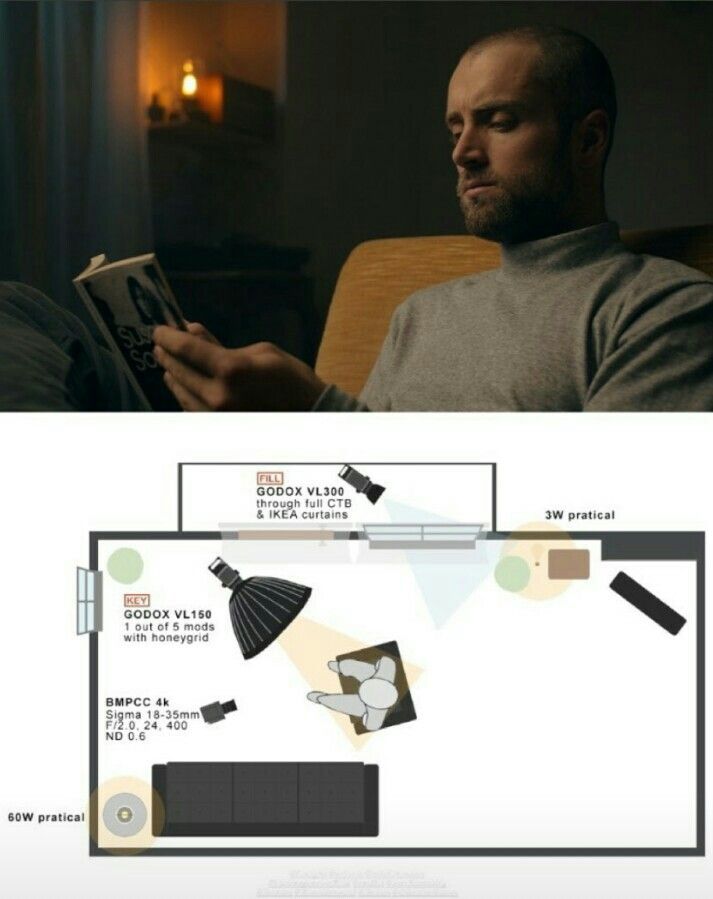 FILL
GODOX VL300
through full CTB
& IKEA curtains
3W pratical
KEY
GODOX VL150
1 out of 5 mods
with honeygrid
BMPCC 4k
Sigma 18-35mm
F/2.0, 24, 400
ND 0.6
60W pratical